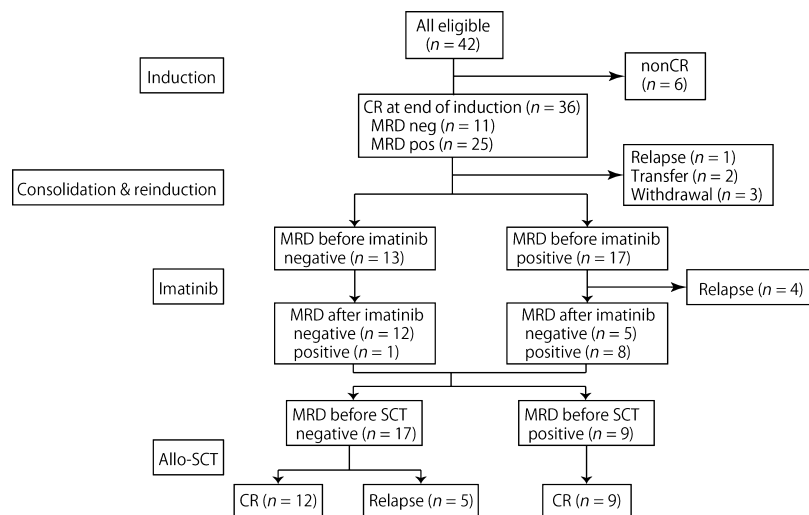 All eligible
(n = 42)
Induction
nonCR
(n = 6)
CR at end of induction (n = 36)
MRD neg (n = 11)
MRD pos (n = 25)
Consolidation & reinduction
Relapse (n = 1)
Transfer (n = 2)
Withdrawal (n = 3)
MRD before imatinib
negative (n = 13)
MRD before imatinib
positive (n = 17)
Imatinib
Relapse (n = 4)
MRD after imatinib
negative (n = 12)
positive (n = 1)
MRD after imatinib
negative (n = 5)
positive (n = 8)
MRD before SCT
negative (n = 17)
MRD before SCT
positive (n = 9)
Allo-SCT
CR (n = 12)
Relapse (n = 5)
CR (n = 9)